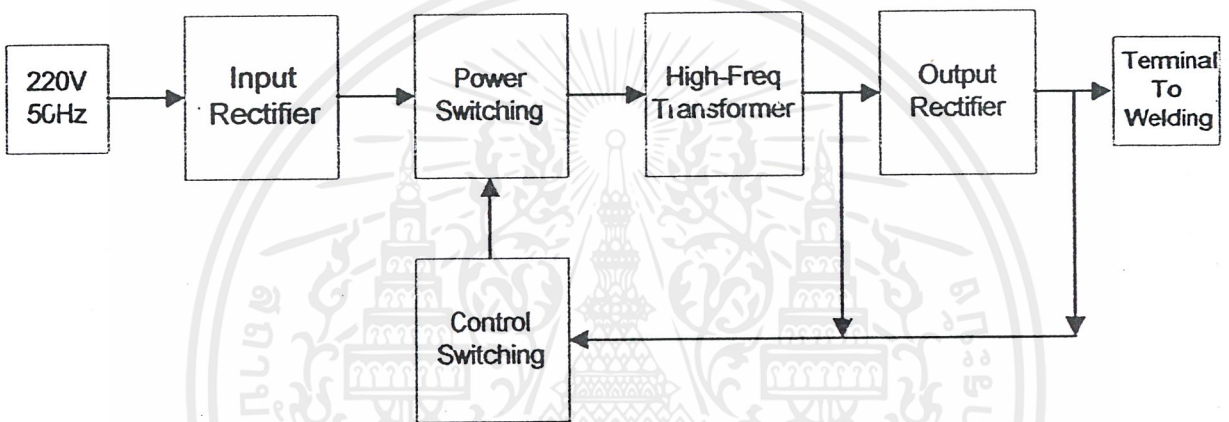 220V
50Hz
Input
Rectifier
Power
Switching
High-Freq
Transformer
Output
Rectifier
Terminal
To
Welding
Control
Switching